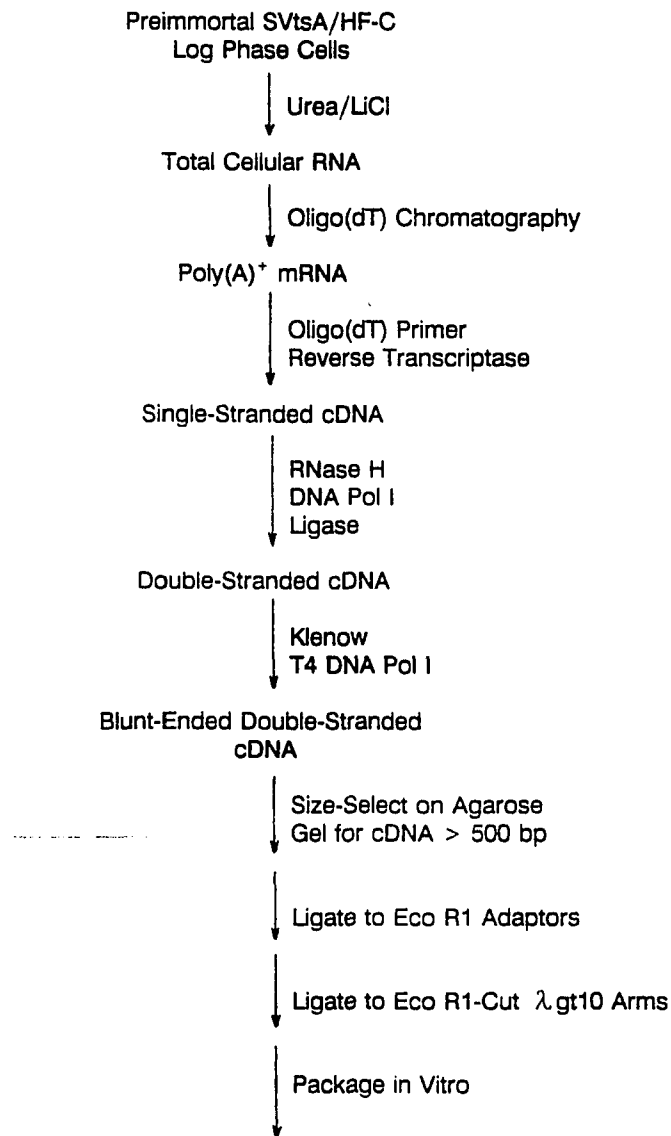 Preimmortal SVtsA/HF-C
Log Phase Cells
Urea/LiCl
Total Cellular RNA
Oligo(dT) Chromatography
Poly(A)⁺ mRNA
Oligo(dT) Primer
Reverse Transcriptase
Single-Stranded cDNA
RNase H
DNA Pol I
Ligase
Double-Stranded cDNA
Klenow
T4 DNA Pol I
Blunt-Ended Double-Stranded
cDNA
Size-Select on Agarose
Gel for cDNA > 500 bp
Ligate to Eco R1 Adaptors
Ligate to Eco R1-Cut λgt10 Arms
Package in Vitro